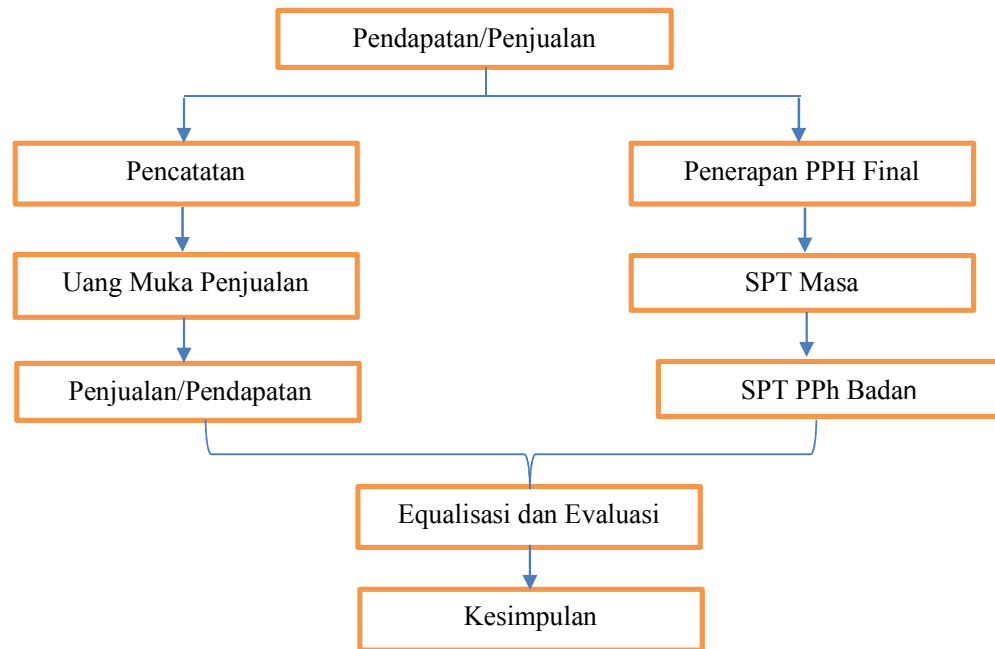 Pendapatan/Penjualan
Pencatatan
Penerapan PPH Final
Uang Muka Penjualan
SPT Masa
Penjualan/Pendapatan
SPT PPh Badan
Equalisasi dan Evaluasi
Kesimpulan